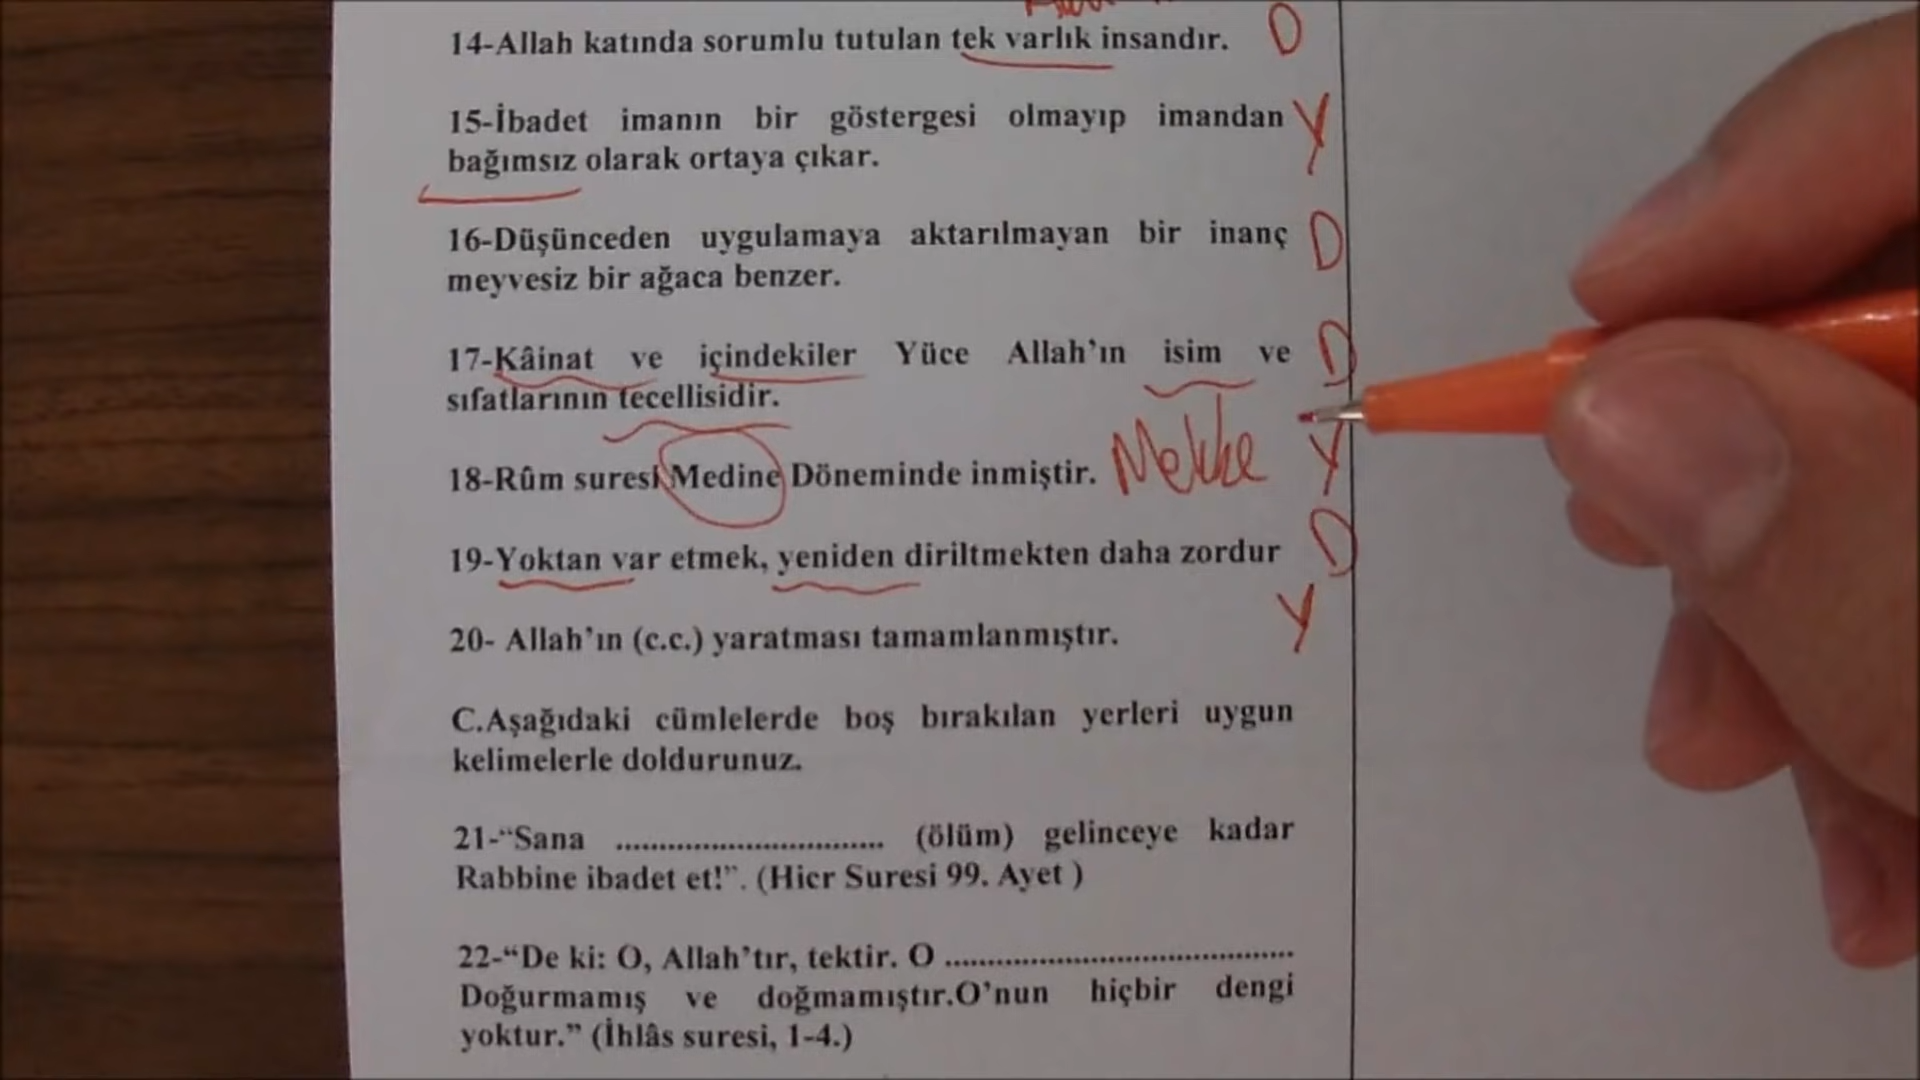 14-Allah katında sorumlu tutulan tek varlık insandır. D
15-İbadet imanın bir göstergesi olmayıp imandan Y
bağımsız olarak ortaya çıkar.
16-Düşünceden uygulamaya aktarılmayan bir inanç D
meyvesiz bir ağaca benzer.
17-Kâinat ve içindekiler Yüce Allah'ın isim ve D
sıfatlarının tecellisidir.
18-Rûm suresi Medine Döneminde inmiştir. Mekke Y
19-Yoktan var etmek, yeniden diriltmekten daha zordur D
20- Allah'ın (c.c.) yaratması tamamlanmıştır. Y
C.Aşağıdaki cümlelerde boş bırakılan yerleri uygun
kelimelerle doldurunuz.
21-“Sana ............................... (ölüm) gelinceye kadar
Rabbine ibadet et!”. (Hicr Suresi 99. Ayet )
22-“De ki: O, Allah'tır, tektir. O ........................................
Doğurmamış ve doğmamıştır.O'nun hiçbir dengi
yoktur.” (İhlâs suresi, 1-4.)